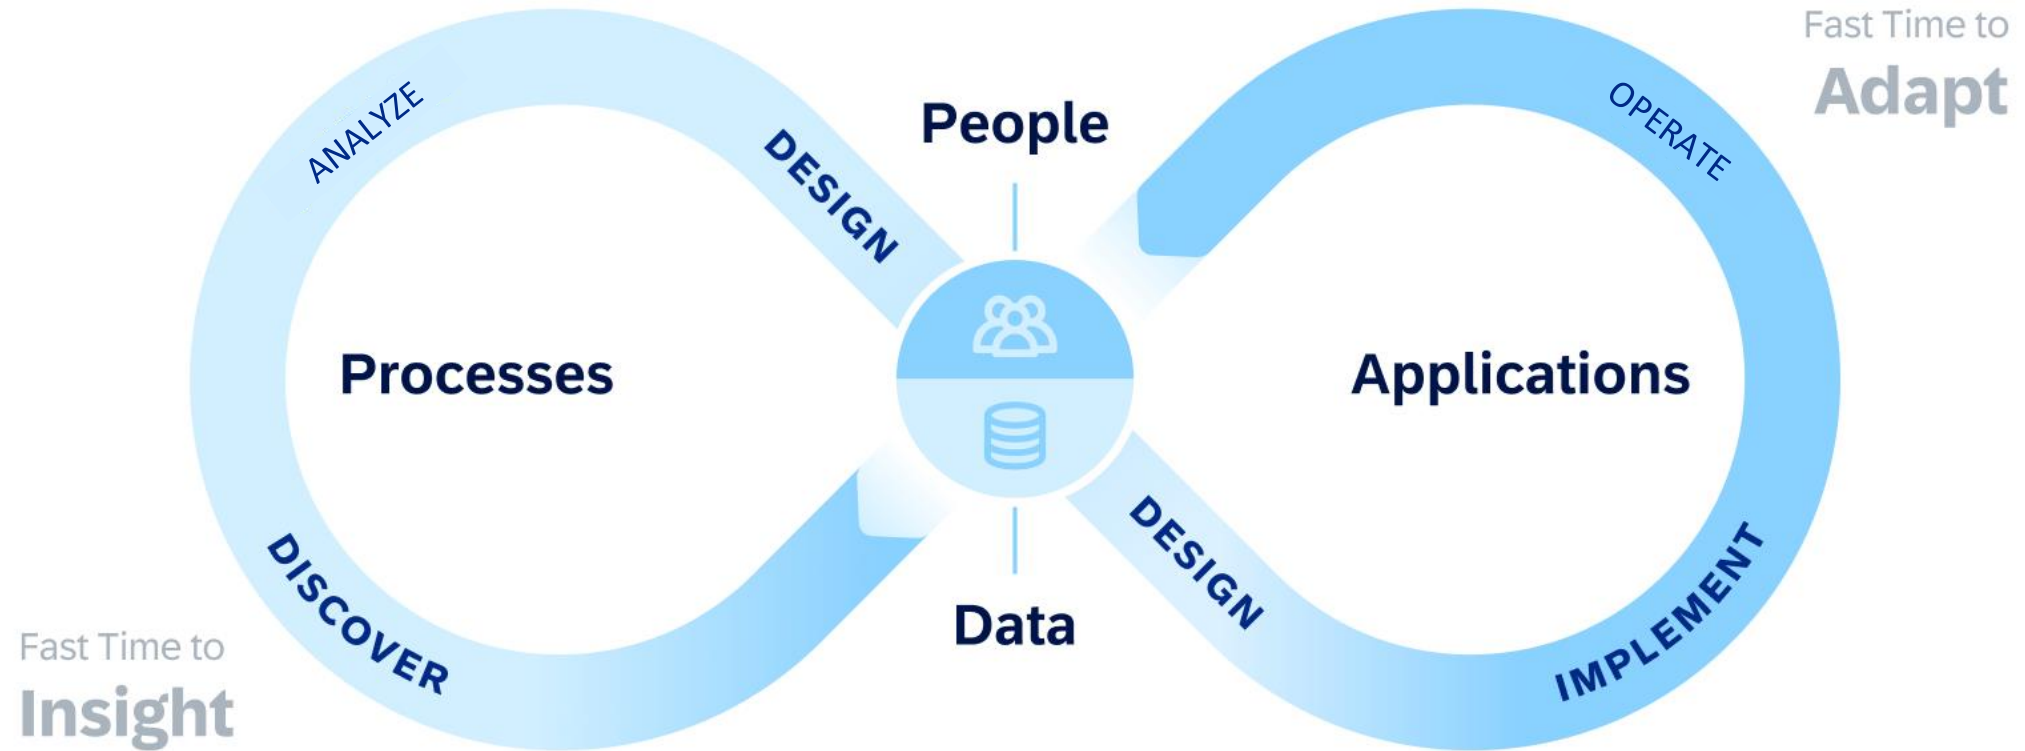 Fast Time to
Adapt
ANALYZE
OPERATE
People
DESIGN
Processes
Applications
DESIGN
DISCOVER
IMPLEMENT
Data
Fast Time to
Insight